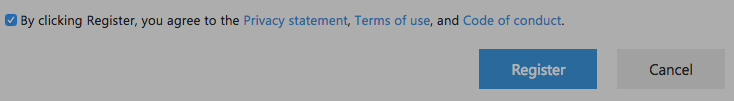 By clicking Register, you agree to the Privacy statement, Terms of use, and Code of conduct.
Register Cancel